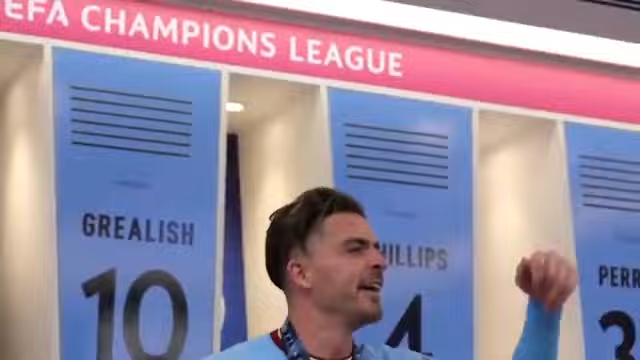 EFA CHAMPIONS LEAGUE
GREALISH
10
HILLIPS
4
PERR
3